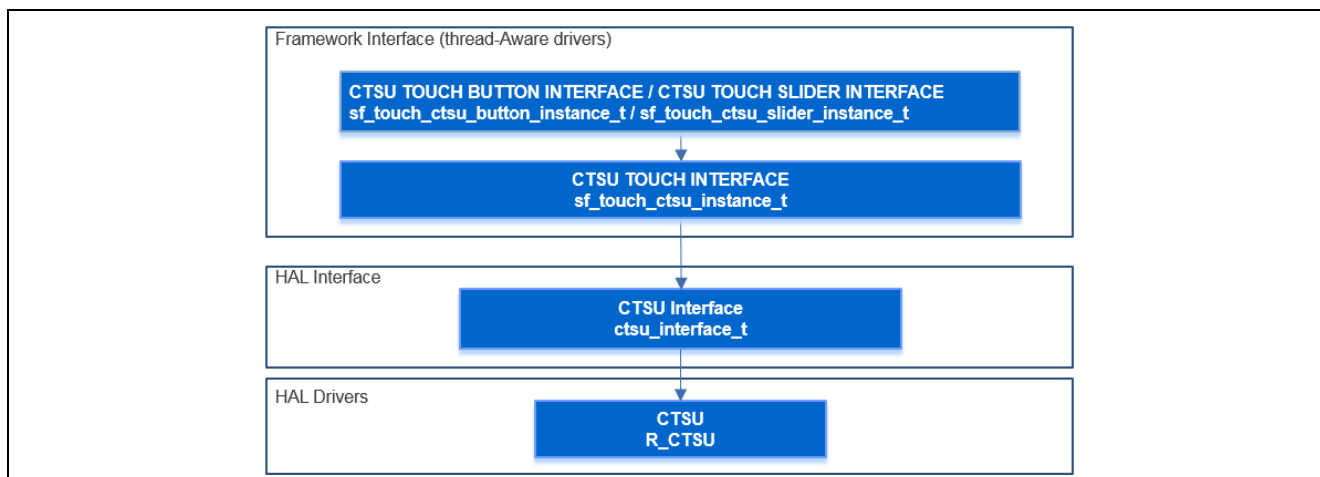 Framework Interface (thread-Aware drivers)
CTSU TOUCH BUTTON INTERFACE / CTSU TOUCH SLIDER INTERFACE
sf_touch_ctsu_button_instance_t / sf_touch_ctsu_slider_instance_t
CTSU TOUCH INTERFACE
sf_touch_ctsu_instance_t
HAL Interface
CTSU Interface
ctsu_interface_t
HAL Drivers
CTSU
R_CTSU